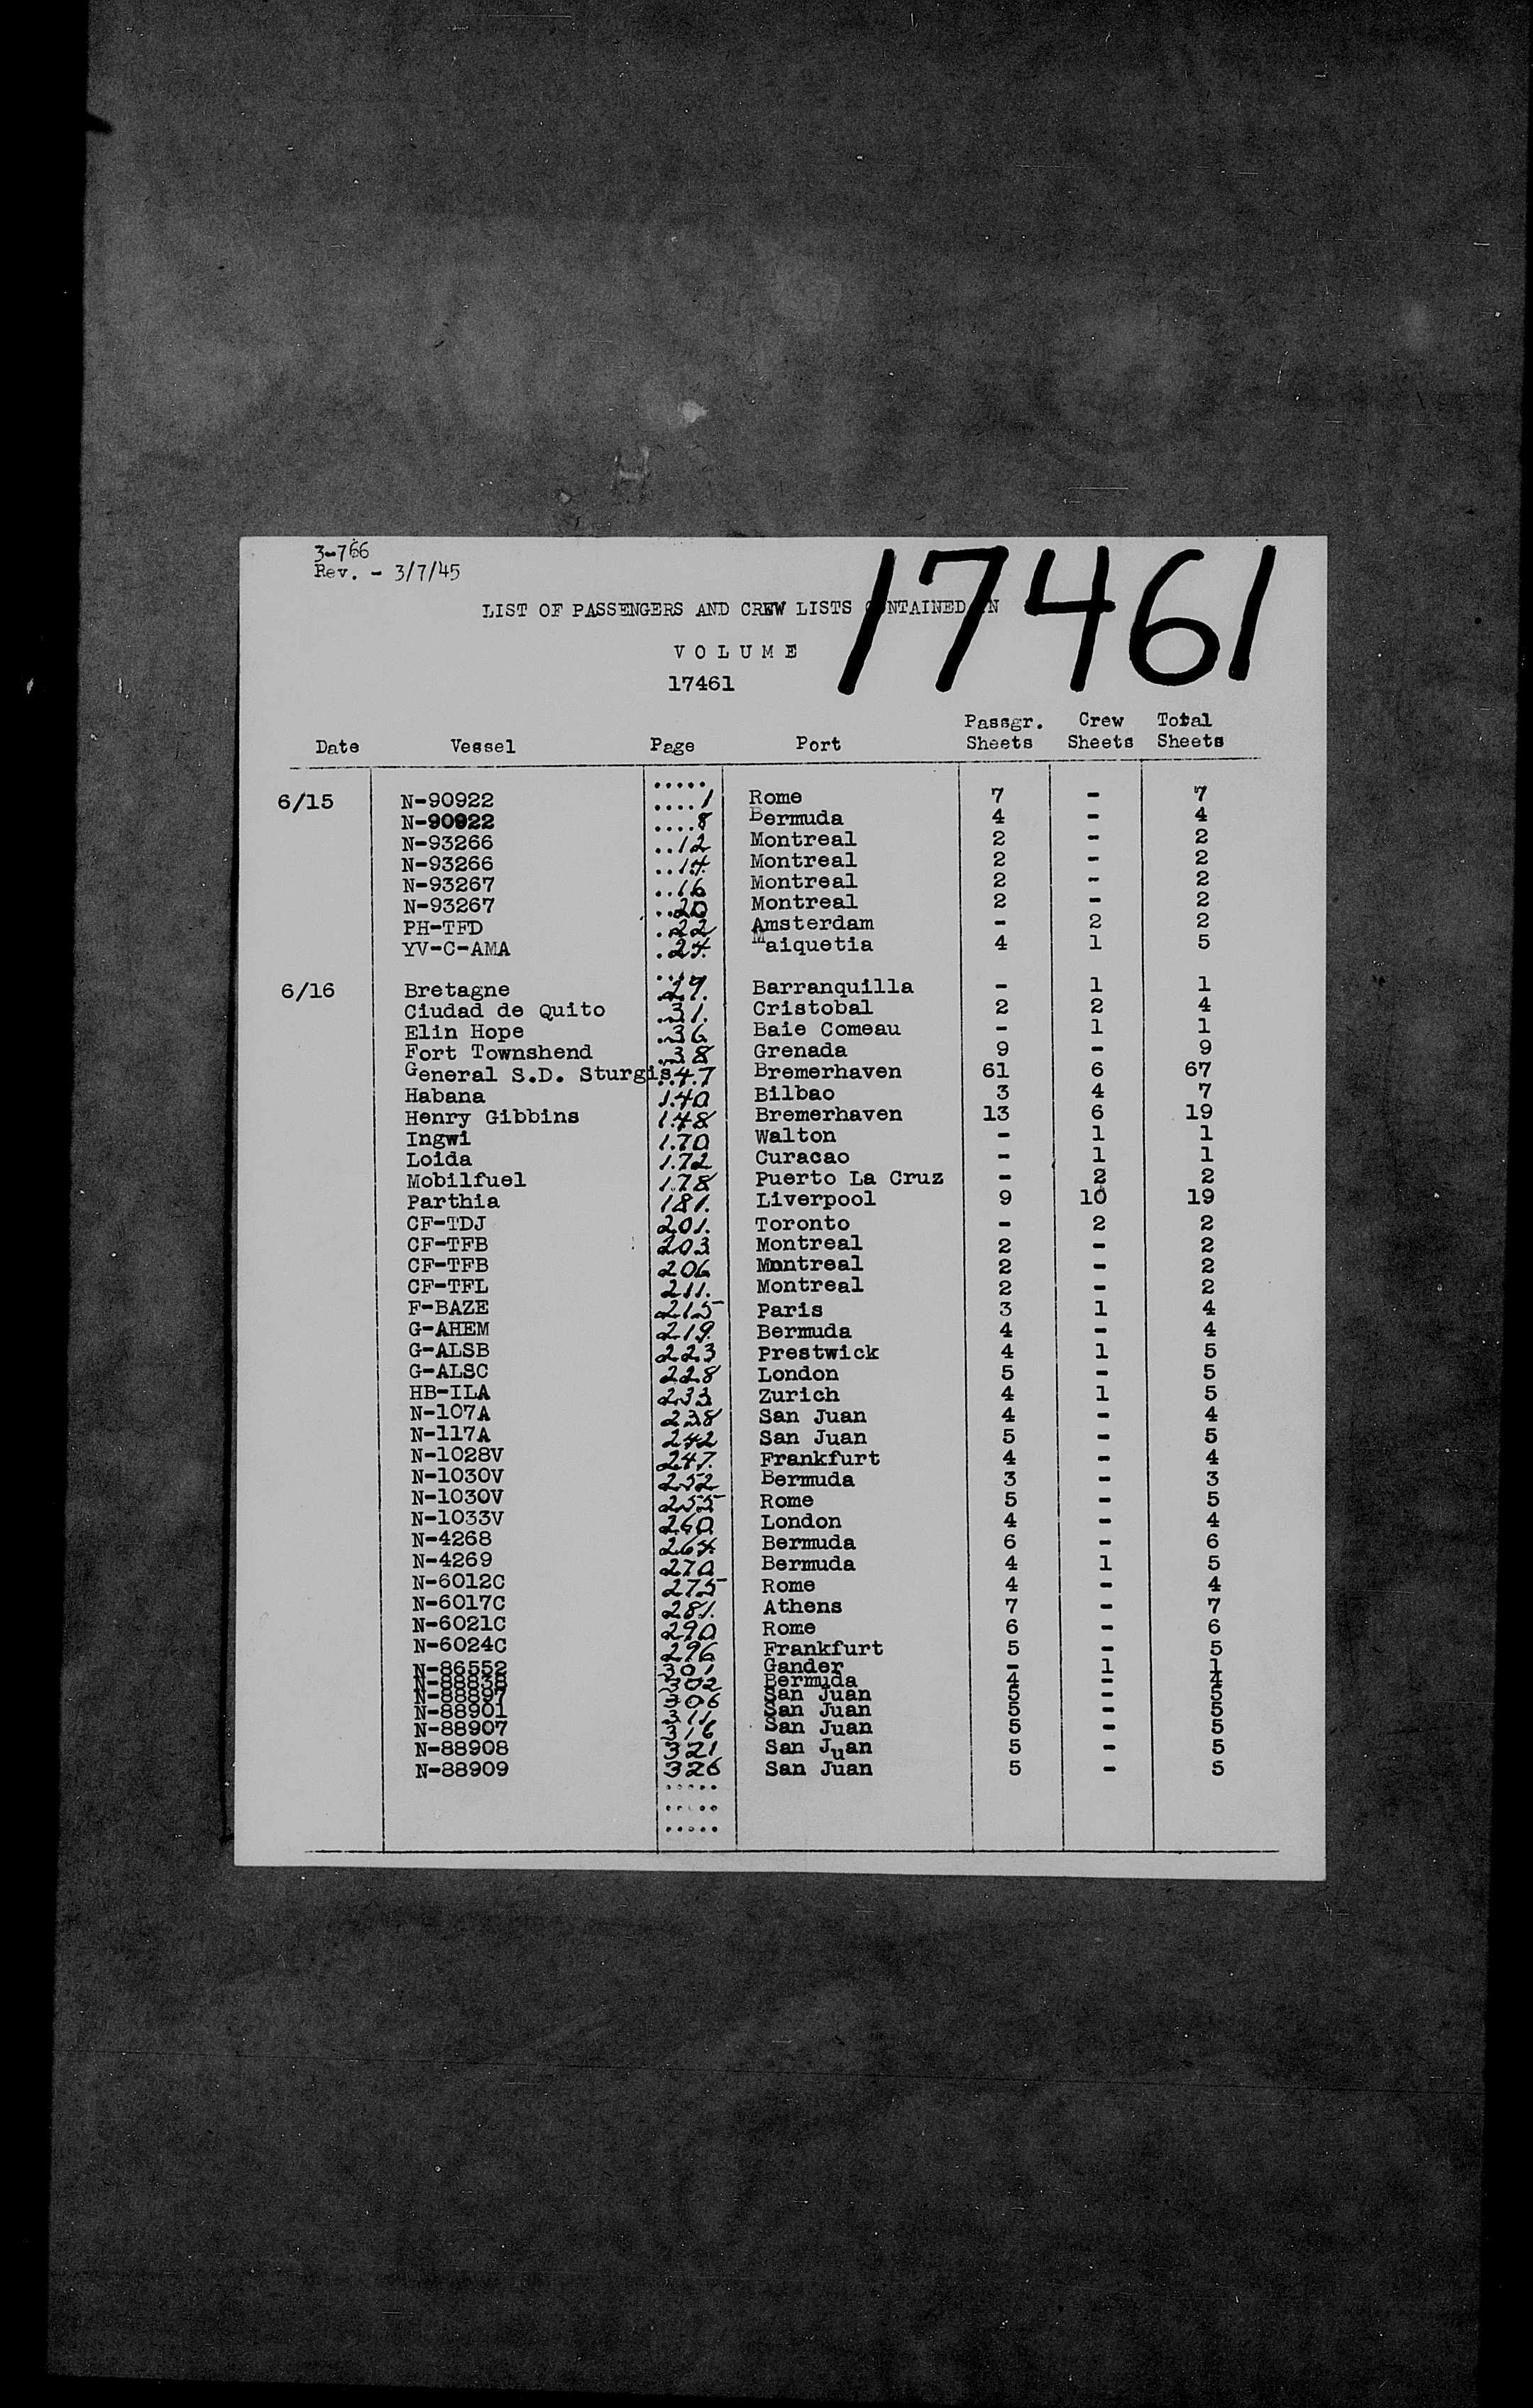 3-766
Rev. - 3/7/45
17461
LIST OF PASSENGERS AND CREW LISTS CONTAINED IN
VOLUME
17461
Date Vessel Page Port Passgr. Sheets Crew Sheets Total Sheets
.....
6/15 N-90922 ....1 Rome 7 - 7
N-90922 ....8 Bermuda 4 - 4
N-93266 ..12 Montreal 2 - 2
N-93266 ..14 Montreal 2 - 2
N-93267 ..16 Montreal 2 - 2
N-93267 ..20 Montreal 2 - 2
PH-TFD .22 Amsterdam - 2 2
YV-C-AMA .24. Maiquetia 4 1 5
6/16 Bretagne 29. Barranquilla - 1 1
Ciudad de Quito .31. Cristobal 2 2 4
Elin Hope .36 Baie Comeau - 1 1
Fort Townshend .38 Grenada 9 - 9
General S.D. Sturgis .47 Bremerhaven 61 6 67
Habana 140 Bilbao 3 4 7
Henry Gibbins 148 Bremerhaven 13 6 19
Ingwi 170 Walton - 1 1
Loida 172 Curacao - 1 1
Mobilfuel 178 Puerto La Cruz - 2 2
Parthia 181. Liverpool 9 10 19
CF-TDJ 201. Toronto - 2 2
CF-TFB 203 Montreal 2 - 2
CF-TFB 206 Montreal 2 - 2
CF-TFL 211. Montreal 2 - 2
F-BAZE 215 Paris 3 1 4
G-AHEM 219. Bermuda 4 - 4
G-ALSB 223 Prestwick 4 1 5
G-ALSC 228 London 5 - 5
HB-ILA 233 Zurich 4 1 5
N-107A 238 San Juan 4 - 4
N-117A 242 San Juan 5 - 5
N-1028V 247. Frankfurt 4 - 4
N-1030V 252 Bermuda 3 - 3
N-1030V 255 Rome 5 - 5
N-1033V 260 London 4 - 4
N-4268 264 Bermuda 6 - 6
N-4269 270 Bermuda 4 1 5
N-6012C 275 Rome 4 - 4
N-6017C 281. Athens 7 - 7
N-6021C 290 Rome 6 - 6
N-6024C 296 Frankfurt 5 - 5
N-86552 301 Gander - 1 1
N-88838 302 Bermuda 4 - 4
N-88897 306 San Juan 5 - 5
N-88901 311 San Juan 5 - 5
N-88907 316 San Juan 5 - 5
N-88908 321 San Juan 5 - 5
N-88909 326 San Juan 5 - 5
.....
.....
.....